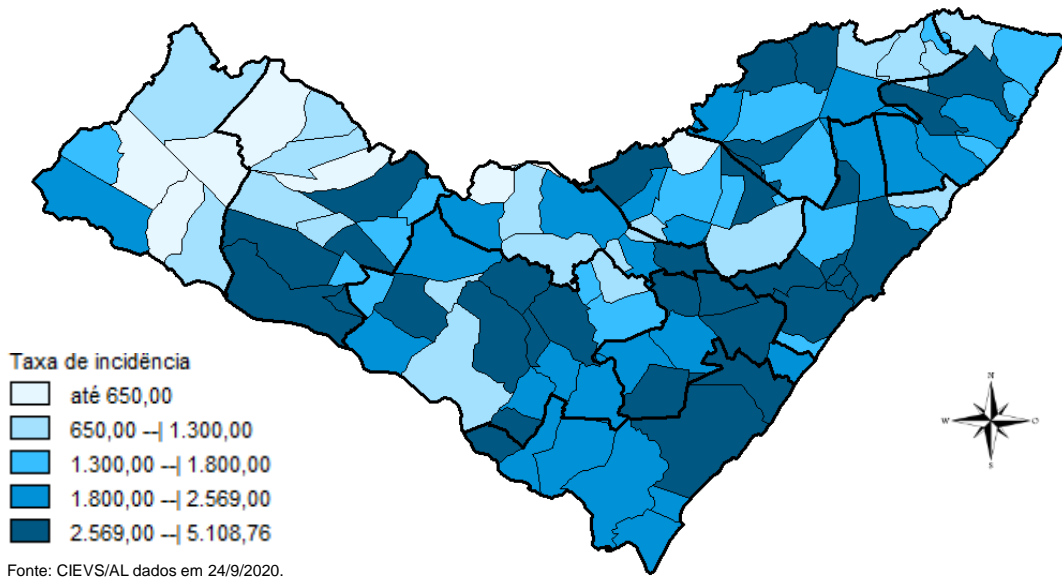 Taxa de incidência
até 650,00
650,00 --| 1.300,00
1.300,00 --| 1.800,00
1.800,00 --| 2.569,00
2.569,00 --| 5.108,76
Fonte: CIEVS/AL dados em 24/9/2020.
N
W
O
S